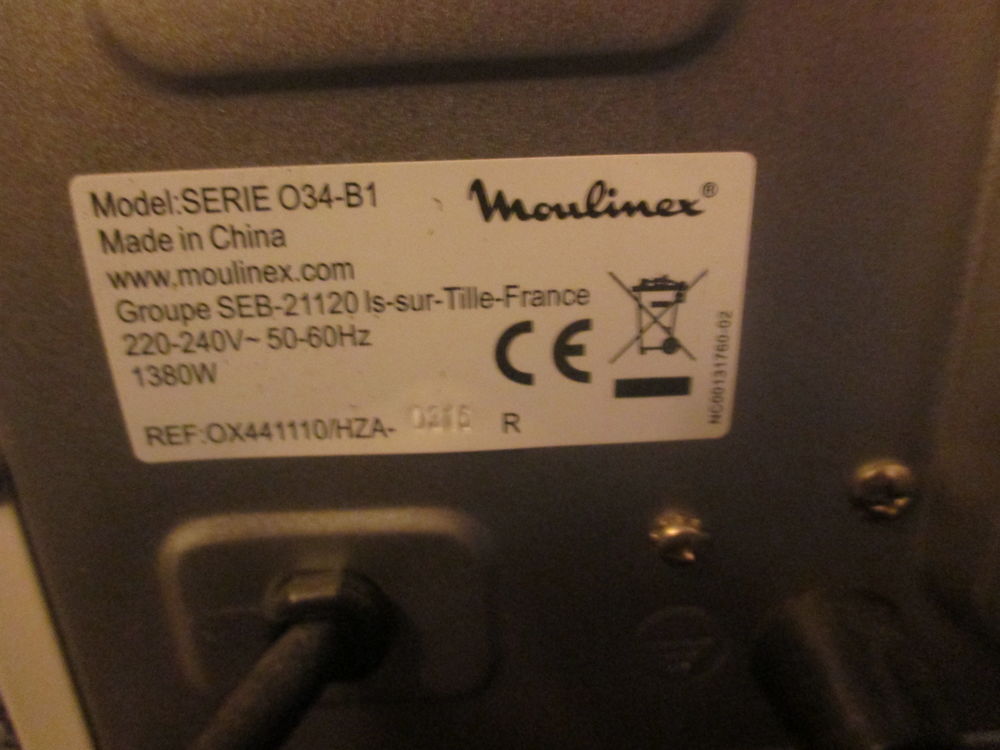 Model:SERIE O34-B1
Moulinex®
Made in China
www.moulinex.com
Groupe SEB-21120 Is-sur-Tille-France
220-240V~ 50-60Hz
1380W
CE
REF:OX441110/HZA- R
NC00131760-02